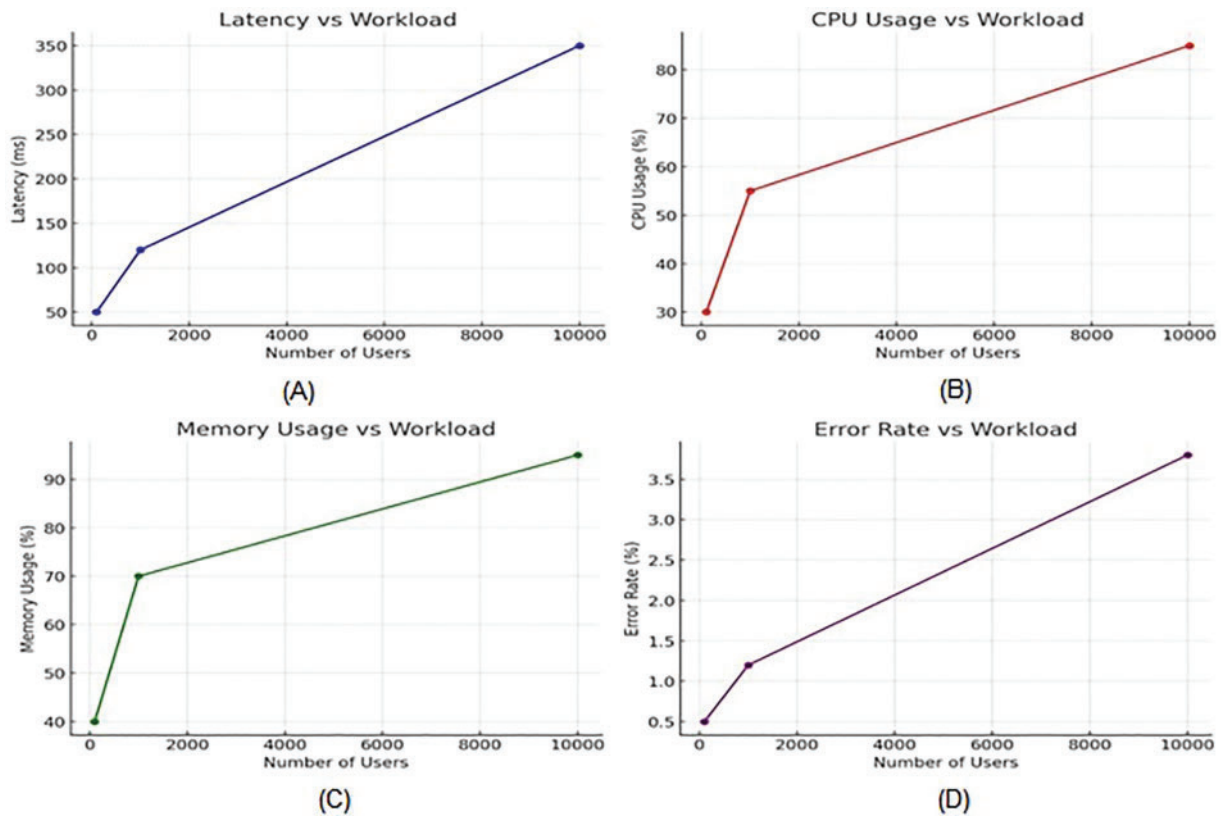 Latency vs Workload
350
300
250
200
150
100
50
Latency (ms)
0 2000 4000 6000 8000 10000
Number of Users
(A)
CPU Usage vs Workload
80
70
60
50
40
30
CPU Usage (%)
0 2000 4000 6000 8000 10000
Number of Users
(B)
Memory Usage vs Workload
90
80
70
60
50
40
Memory Usage (%)
0 2000 4000 6000 8000 10000
Number of Users
(C)
Error Rate vs Workload
3.5
3.0
2.5
2.0
1.5
1.0
0.5
Error Rate (%)
0 2000 4000 6000 8000 10000
Number of Users
(D)